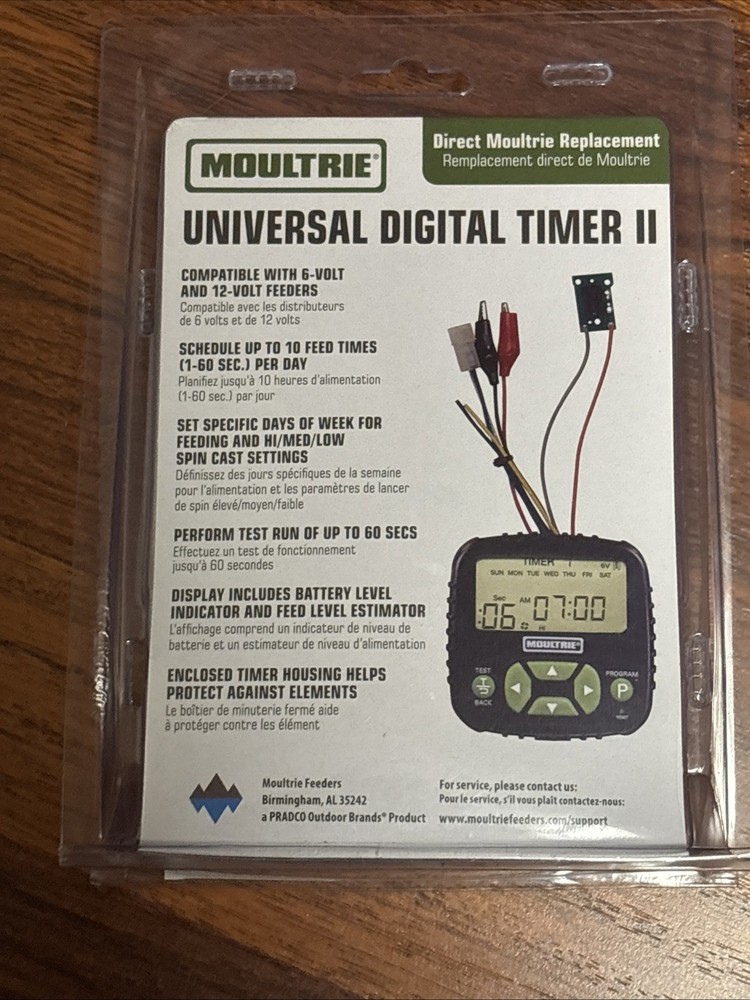 MOULTRIE®
Direct Moultrie Replacement
Remplacement direct de Moultrie
UNIVERSAL DIGITAL TIMER II
COMPATIBLE WITH 6-VOLT
AND 12-VOLT FEEDERS
Compatible avec les distributeurs
de 6 volts et de 12 volts
SCHEDULE UP TO 10 FEED TIMES
(1-60 SEC.) PER DAY
Planifiez jusqu'à 10 heures d'alimentation
(1-60 sec.) par jour
SET SPECIFIC DAYS OF WEEK FOR
FEEDING AND HI/MED/LOW
SPIN CAST SETTINGS
Définissez des jours spécifiques de la semaine
pour l'alimentation et les paramètres de lancer
de spin élevé/moyen/faible
PERFORM TEST RUN OF UP TO 60 SECS
Effectuez un test de fonctionnement
jusqu'à 60 secondes
DISPLAY INCLUDES BATTERY LEVEL
INDICATOR AND FEED LEVEL ESTIMATOR
L'affichage comprend un indicateur de niveau de
batterie et un estimateur de niveau d'alimentation
ENCLOSED TIMER HOUSING HELPS
PROTECT AGAINST ELEMENTS
Le boîtier de minuterie fermé aide
à protéger contre les élément
TIMER 1
6V
SUN MON TUE WED THU FRI SAT
Sec
:06 AM 07:00
HI
MOULTRIE®
TEST
BACK
PROGRAM
P
Moultrie Feeders
Birmingham, AL 35242
a PRADCO Outdoor Brands® Product
For service, please contact us:
Pour le service, s'il vous plaît contactez-nous:
www.moultriefeeders.com/support